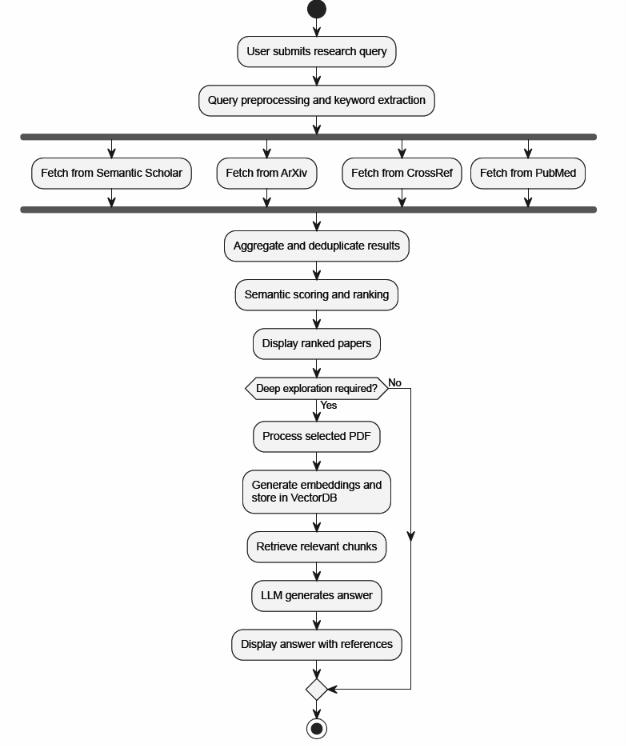 User submits research query
Query preprocessing and keyword extraction
Fetch from Semantic Scholar
Fetch from ArXiv
Fetch from CrossRef
Fetch from PubMed
Aggregate and deduplicate results
Semantic scoring and ranking
Display ranked papers
Deep exploration required?
No
Yes
Process selected PDF
Generate embeddings and
store in VectorDB
Retrieve relevant chunks
LLM generates answer
Display answer with references